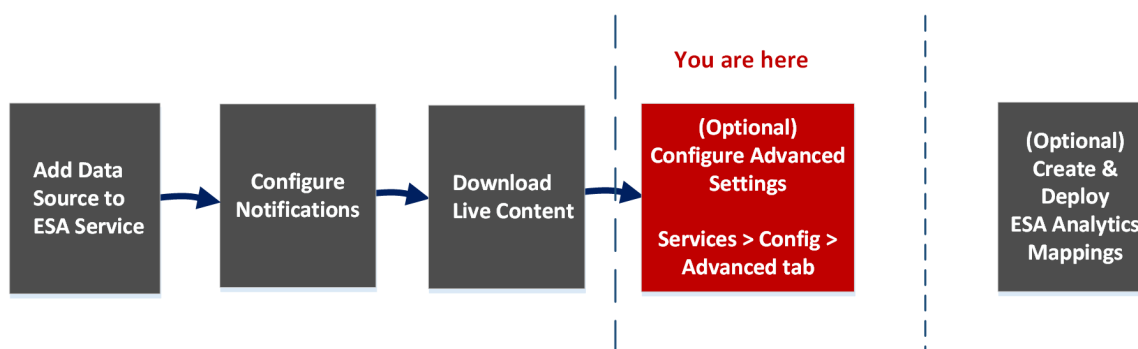 You are here
Add Data
Source to
ESA Service
Configure
Notifications
Download
Live Content
(Optional)
Configure Advanced
Settings
Services > Config >
Advanced tab
(Optional)
Create &
Deploy
ESA Analytics
Mappings